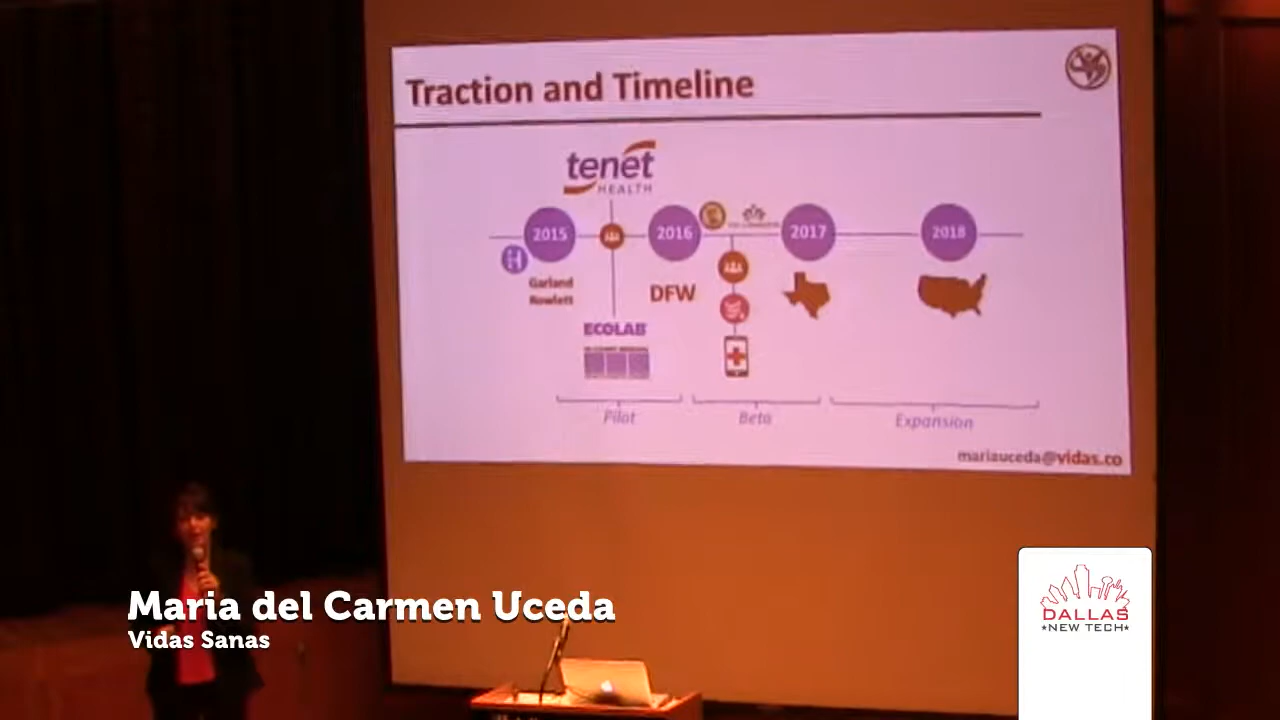 Traction and Timeline
tenet
HEALTH
2015
2016
2017
2018
H
Garland
Rowlett
DFW
ECOLAB
Pilot
Beta
Expansion
mariauceda@vidas.co
Maria del Carmen Uceda
Vidas Sanas
DALLAS
NEW TECH